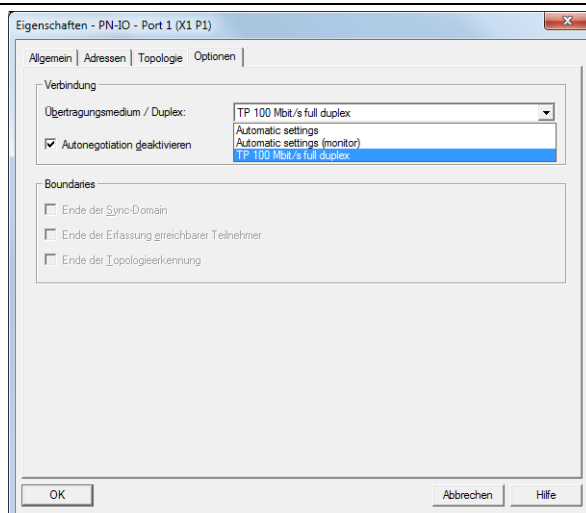 Eigenschaften - PN-IO - Port 1 (X1 P1)
Allgemein Adressen Topologie Optionen
Verbindung
Übertragungsmedium / Duplex: TP 100 Mbit/s full duplex
Automatic settings
Automatic settings (monitor)
TP 100 Mbit/s full duplex
Autonegotiation deaktivieren
Boundaries
Ende der Sync-Domain
Ende der Erfassung erreichbarer Teilnehmer
Ende der Topologieerkennung
OK Abbrechen Hilfe